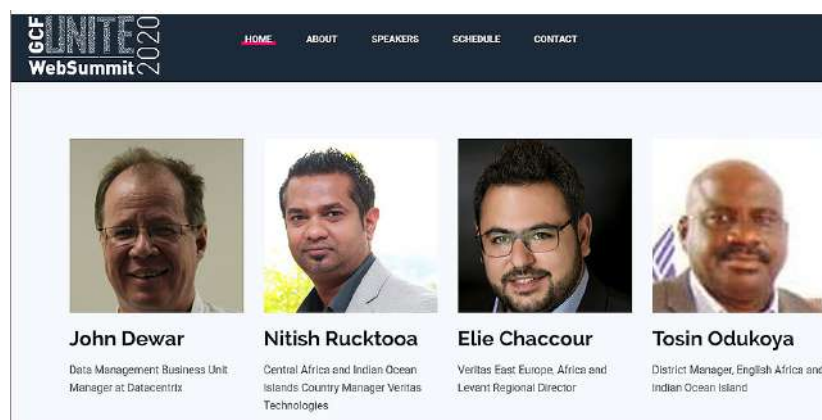 GCF
UNITE
WebSummit
2020
HOME ABOUT SPEAKERS SCHEDULE CONTACT
John Dewar
Data Management Business Unit
Manager at Datacentrix
Nitish Rucktooa
Central Africa and Indian Ocean
Islands Country Manager Veritas
Technologies
Elie Chaccour
Veritas East Europe, Africa and
Levant Regional Director
Tosin Odukoya
District Manager, English Africa and
Indian Ocean Island